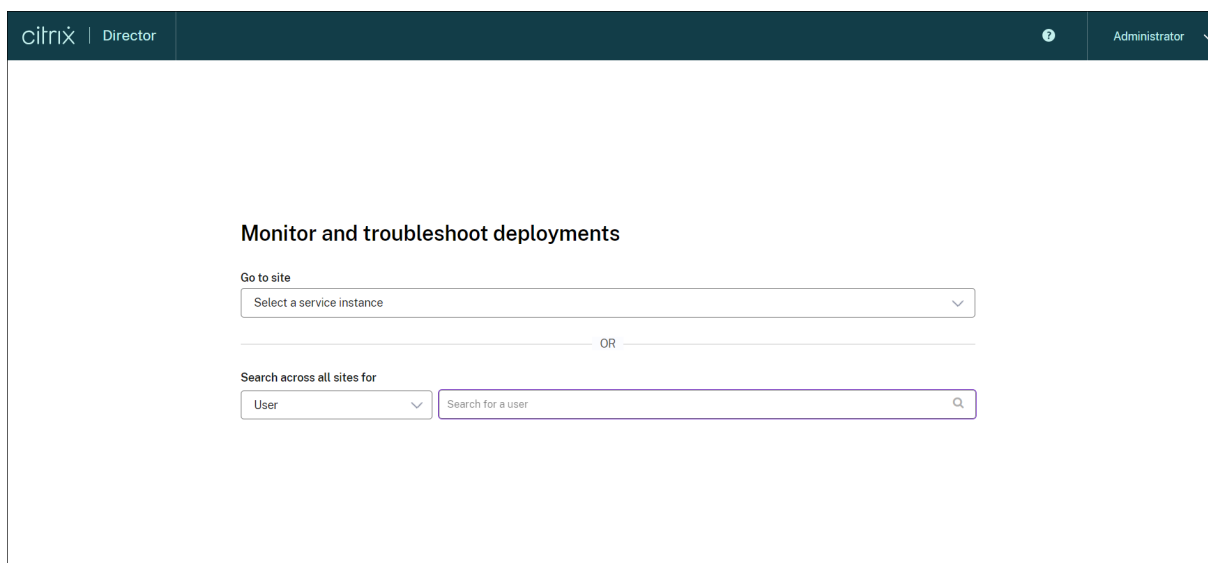 citrix | Director
? Administrator
Monitor and troubleshoot deployments
Go to site
Select a service instance
OR
Search across all sites for
User
Search for a user